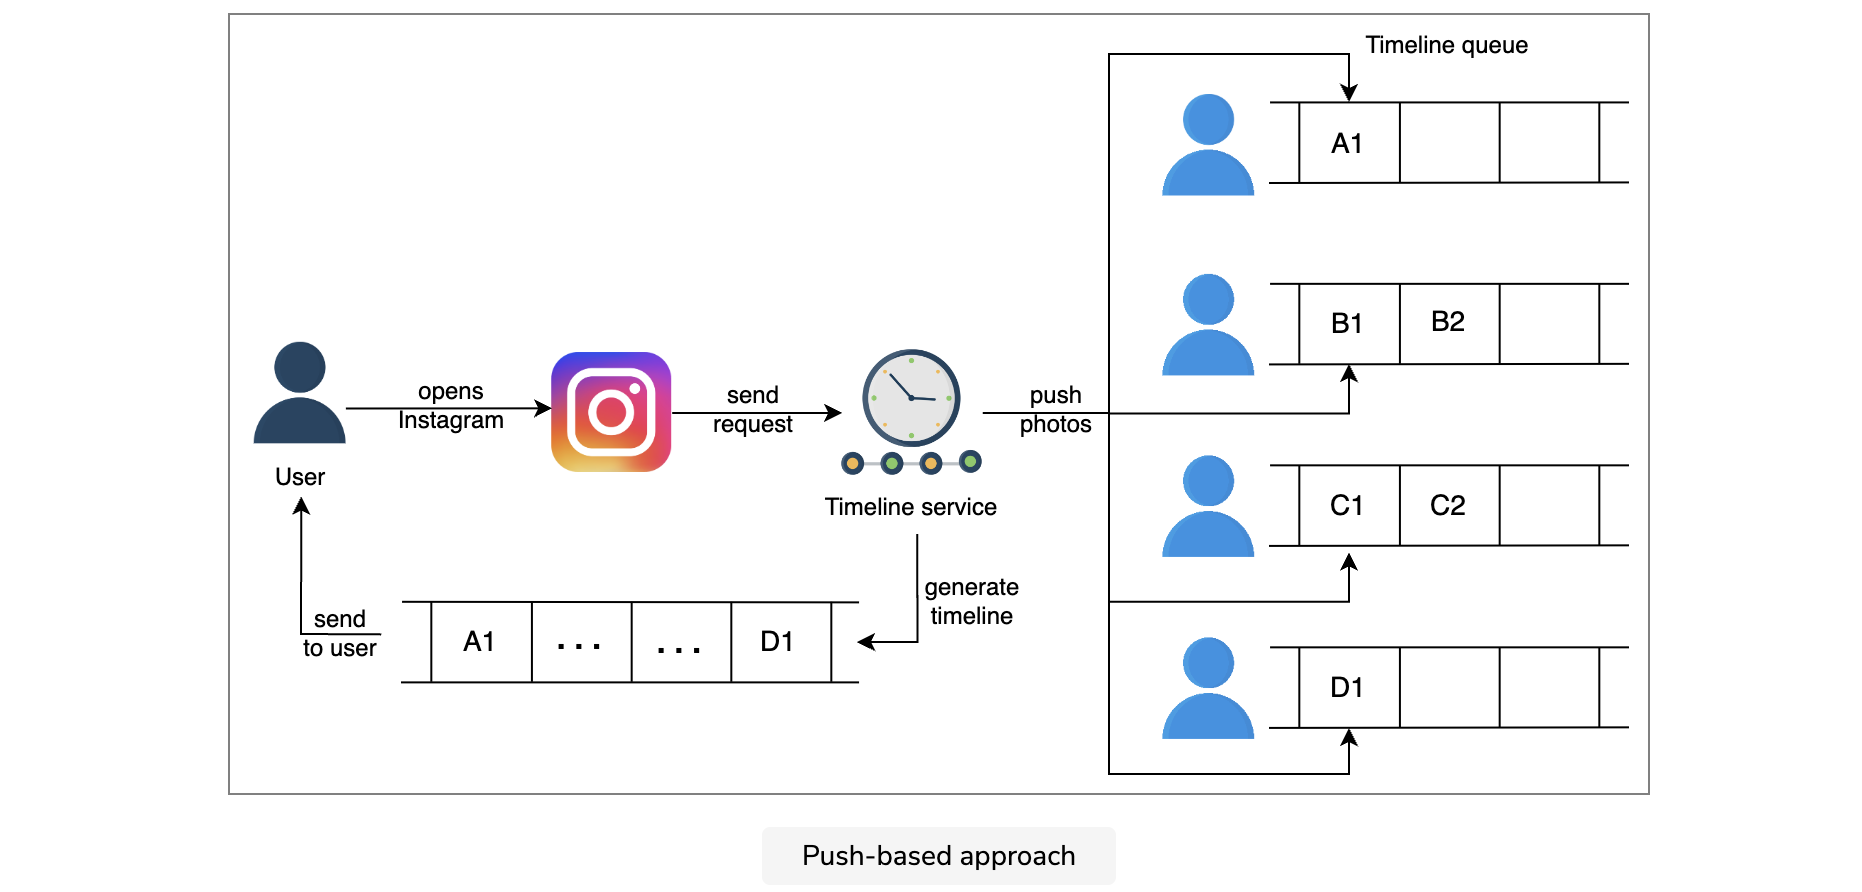 Timeline queue
A1
B1 B2
opens
Instagram
send
request
push
photos
User
Timeline service
C1 C2
generate
timeline
send
to user
A1 ... ... D1
D1
Push-based approach